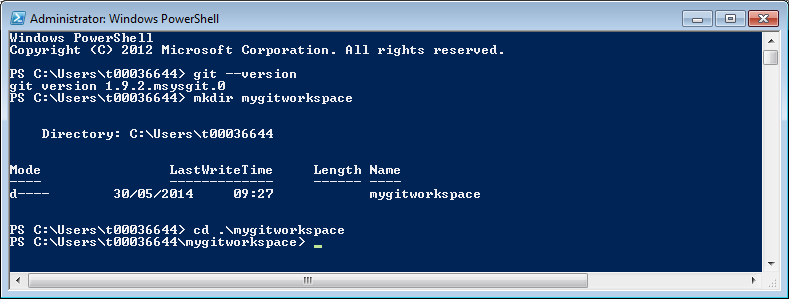 Administrator: Windows PowerShell
Windows PowerShell
Copyright (C) 2012 Microsoft Corporation. All rights reserved.
PS C:\Users\t00036644> git --version
git version 1.9.2.msysgit.0
PS C:\Users\t00036644> mkdir mygitworkspace
Directory: C:\Users\t00036644
Mode                LastWriteTime     Length Name
----                -------------     ------ ----
d----         30/05/2014     09:27            mygitworkspace
PS C:\Users\t00036644> cd .\mygitworkspace
PS C:\Users\t00036644\mygitworkspace> _